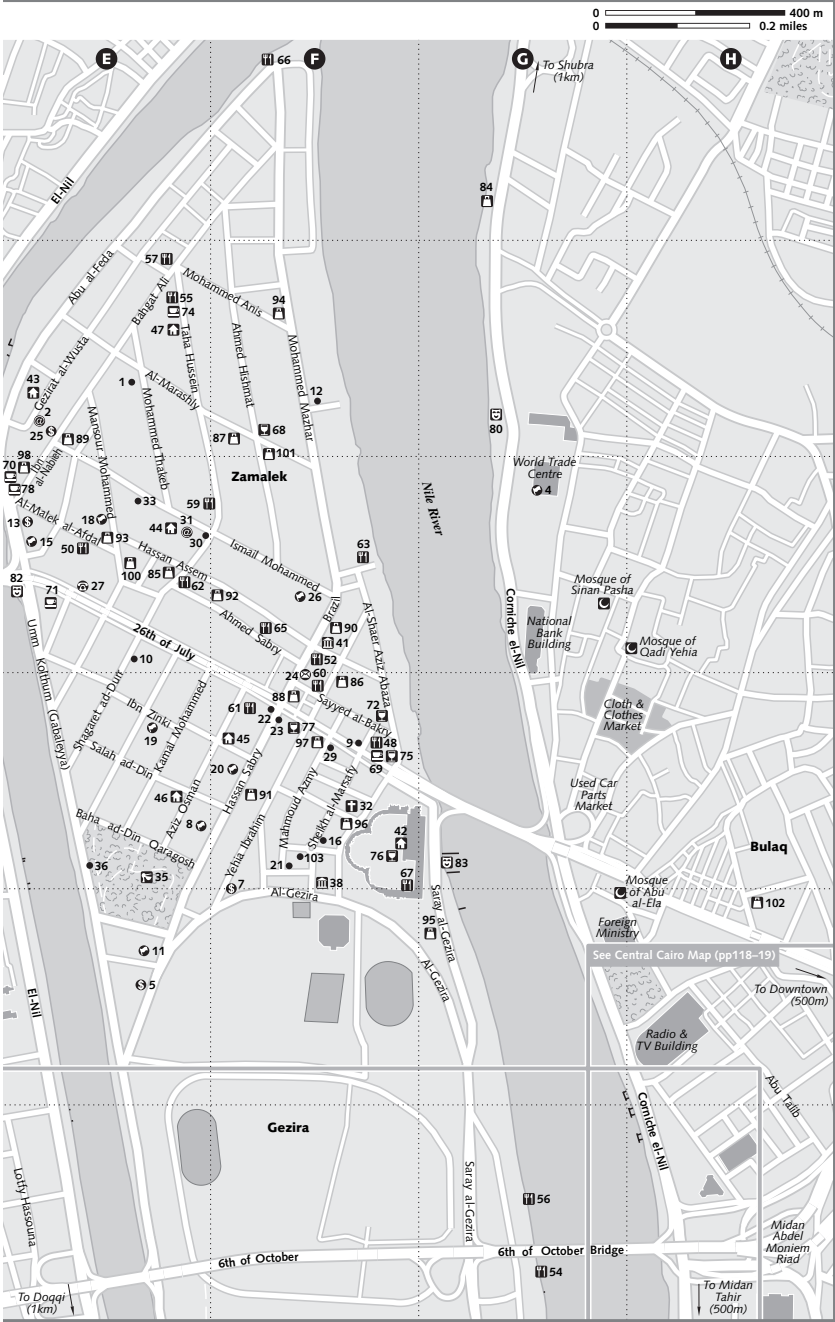 0 400 m
0 0.2 miles
E
F
G
H
66
To Shubra
(1km)
El-Nil
84
57
Abu al-Feda
Bahgat Ali
Mohammed Anis
55
74
94
47
Taha Hussein
Ahmed Hishmat
Mohammed Mazhar
Gezirat al-Wusta
43
1
Al-Marashly
12
2
25
89
Mansour Mohammed
Mohammed Thakeb
87
68
80
98
101
70
Ibn
al-Nabieh
Zamalek
World Trade
Centre
4
78
Nile River
Al-Malek al-Afdal
33
59
13
18
44
31
30
15
93
50
Hassan Assem
Ismail Mohammed
63
100
85
62
82
71
27
92
26
Mosque of
Sinan Pasha
Corniche el-Nil
National
Bank
Building
Brazil
Al-Shaer Aziz Abaza
Umm Kolthum (Gabaleyya)
26th of July
Ahmed Sabry
65
90
41
Mosque of
Qadi Yehia
10
52
24
60
86
Shagaret ad-Durr
Ibn Zinki
Kamal Mohammed
88
Sayyed al-Bakry
72
Cloth &
Clothes
Market
61
22
23
77
19
45
97
29
9
48
75
69
Salah ad-Din
20
Hassan Sabry
Used Car
Parts
Market
46
Aziz Osman
91
Mahmoud Azmy
Sheikh al-Marsafy
32
96
8
Baha ad-Din Qaragosh
Yehia Ibrahim
16
42
Bulaq
36
21
103
76
83
35
7
38
67
Mosque
of Abu
al-Ela
102
Al-Gezira
95
Saray al-Gezira
Foreign
Ministry
11
See Central Cairo Map (pp118–19)
5
Al-Gezira
To Downtown
(500m)
El-Nil
Radio &
TV Building
Abu Talib
Gezira
Corniche el-Nil
Lotfy Hassouna
Saray al-Gezira
56
Midan
Abdel
Moniem
Riad
6th of October
6th of October Bridge
54
To Doqqi
(1km)
To Midan
Tahir
(500m)